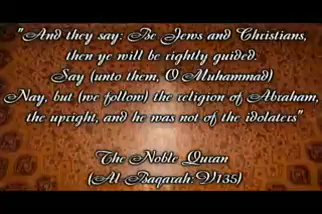 "And they say: Be Jews and Christians,
then ye will be rightly guided.
Say (unto them, O Muhammad)
Nay, but (we follow) the religion of Abraham,
the upright, and he was not of the idolaters"
The Noble Quran
(Al-Baqarah:V135)